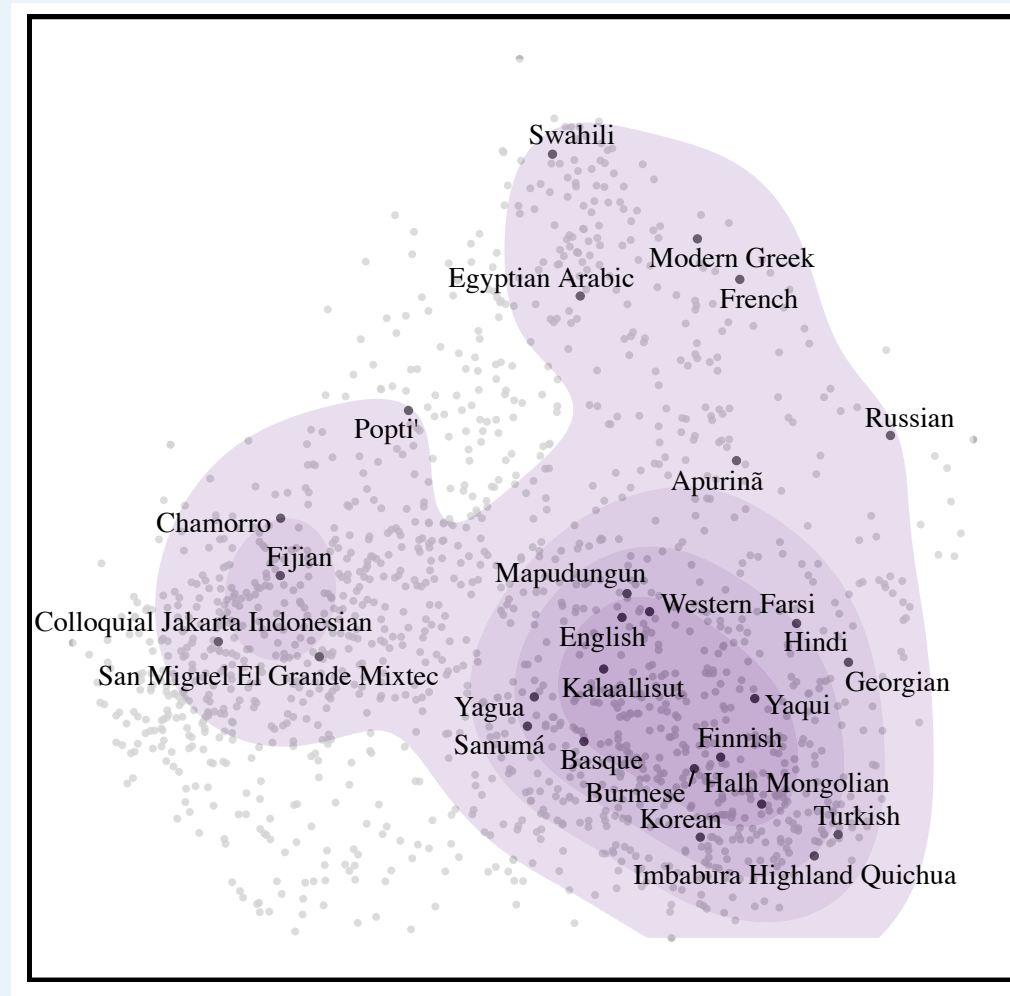 Swahili
Modern Greek
Egyptian Arabic
French
Russian
Popti'
Apurinã
Chamorro
Fijian
Mapudungun
Western Farsi
Colloquial Jakarta Indonesian
English
Hindi
San Miguel El Grande Mixtec
Georgian
Kalaallisut
Yagua
Yaqui
Sanumá
Finnish
Basque
Halh Mongolian
Burmese
Korean
Turkish
Imbabura Highland Quichua